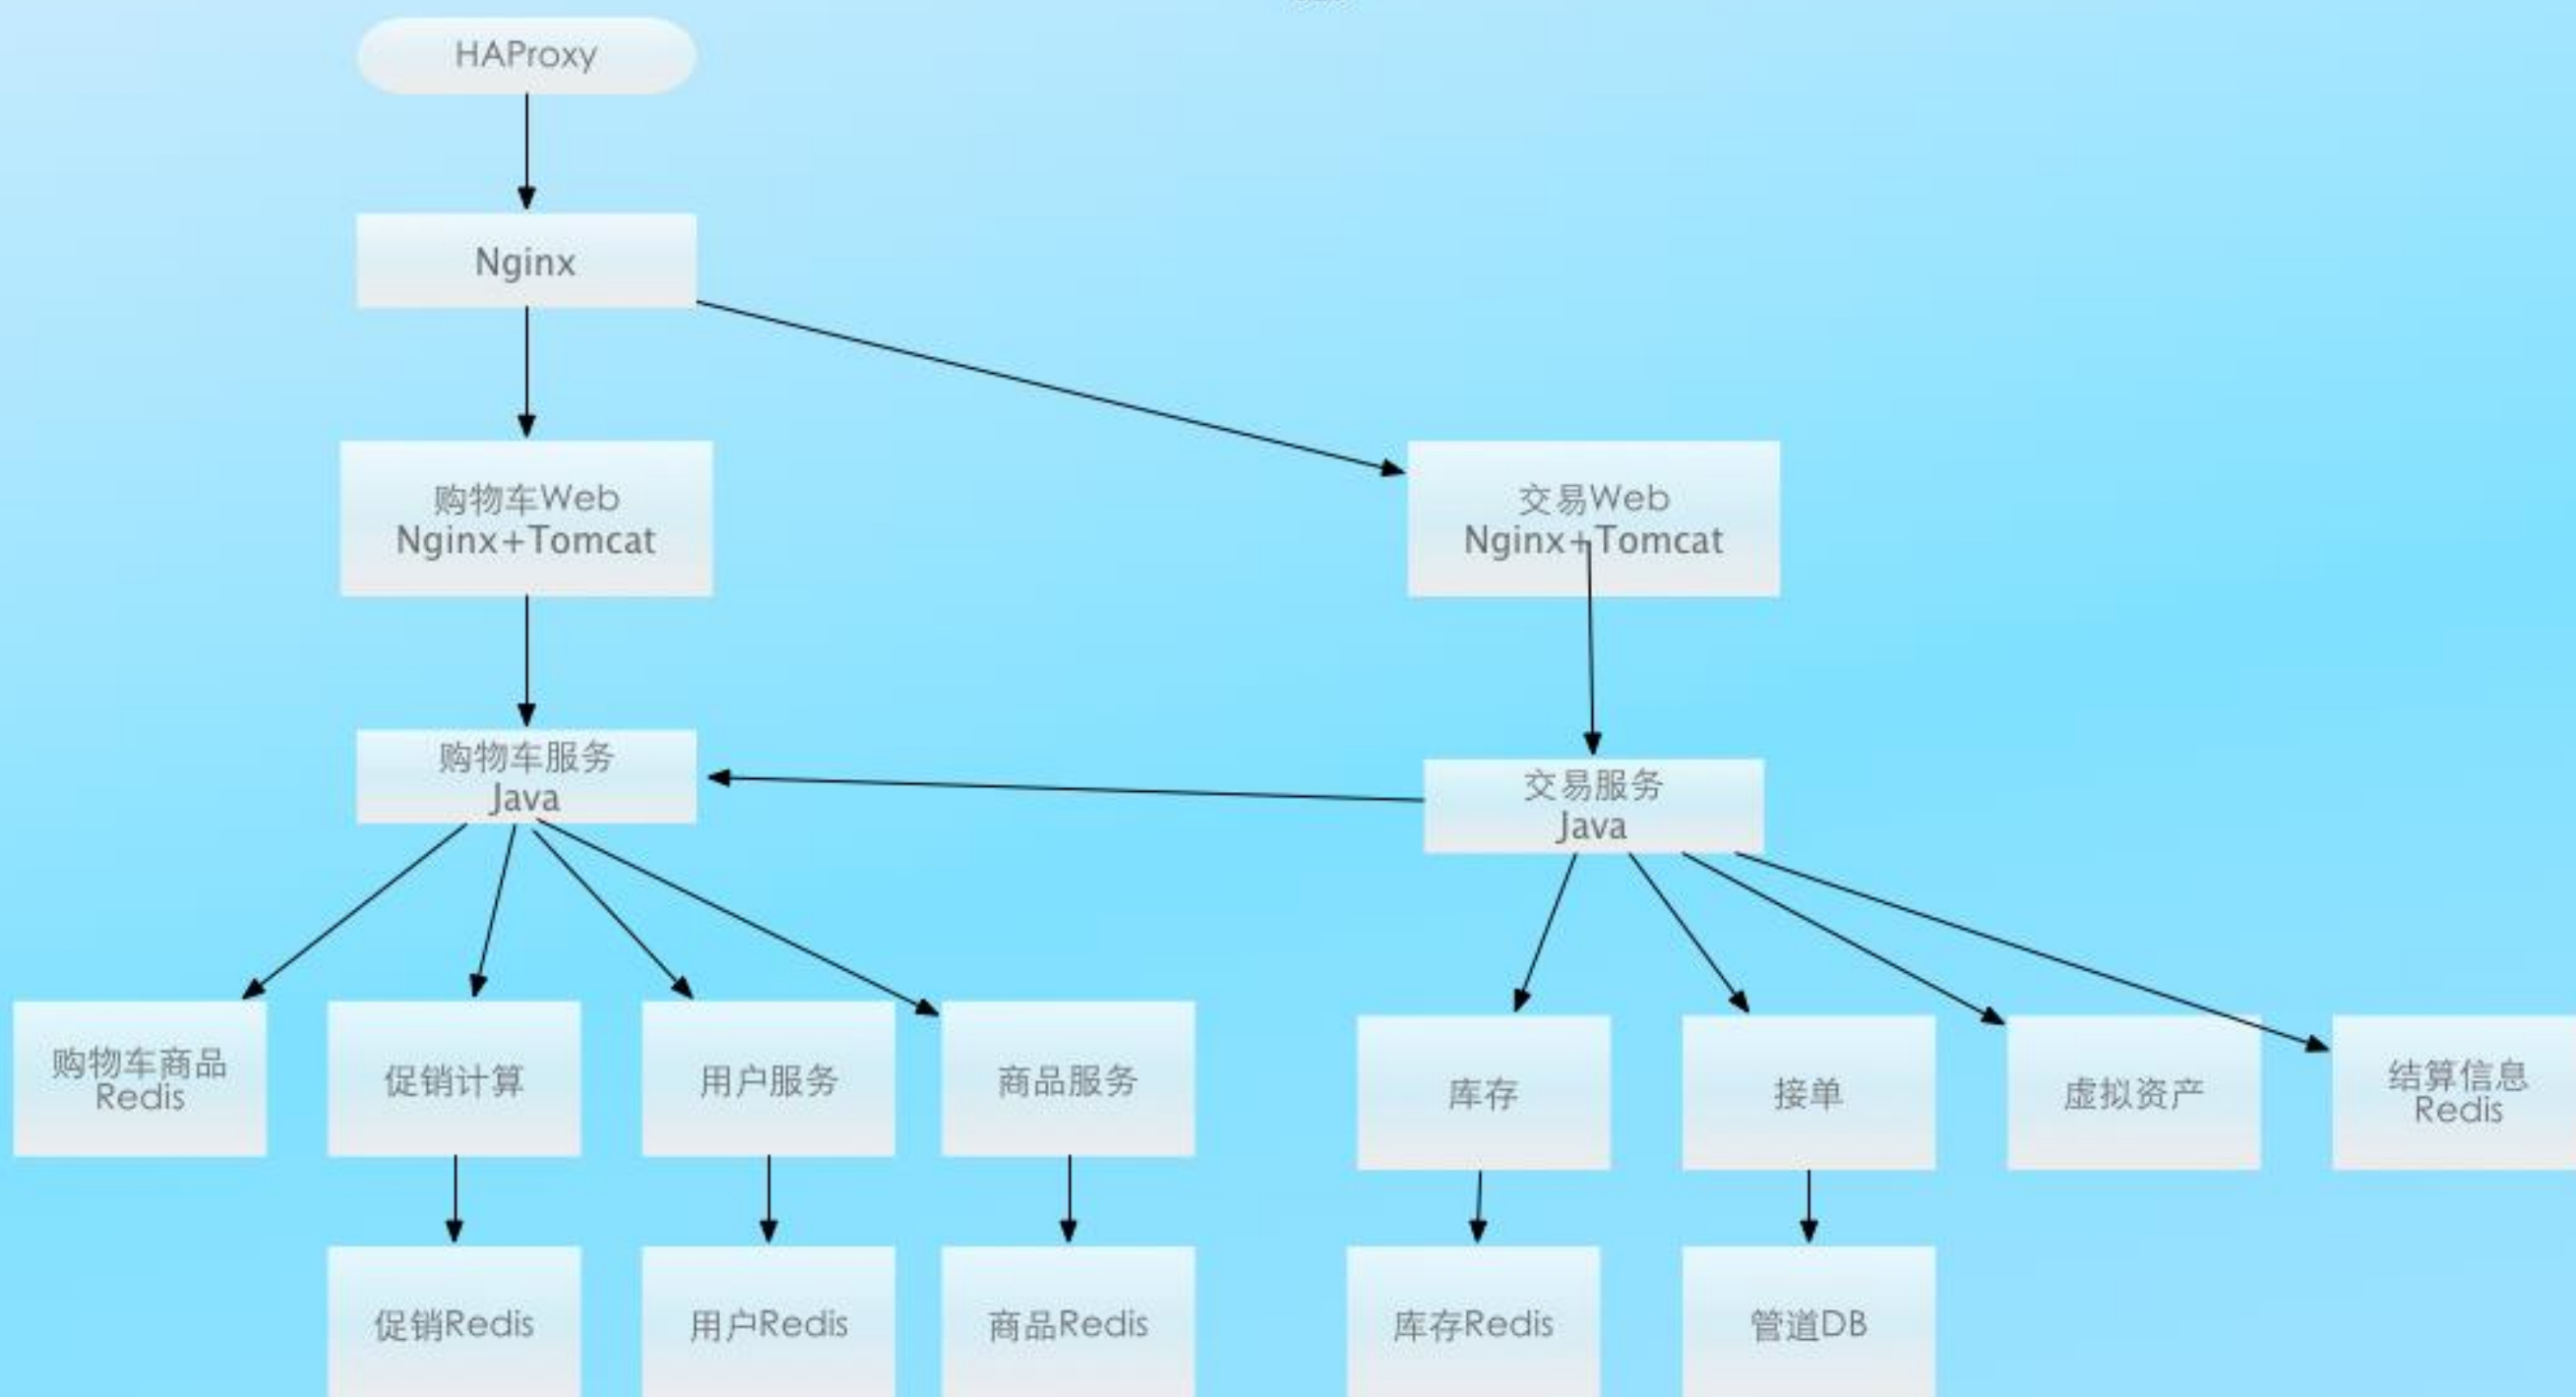 HAProxy
Nginx
购物车Web
Nginx+Tomcat
交易Web
Nginx+Tomcat
购物车服务
Java
交易服务
Java
购物车商品
Redis
促销计算
用户服务
商品服务
库存
接单
虚拟资产
结算信息
Redis
促销Redis
用户Redis
商品Redis
库存Redis
管道DB